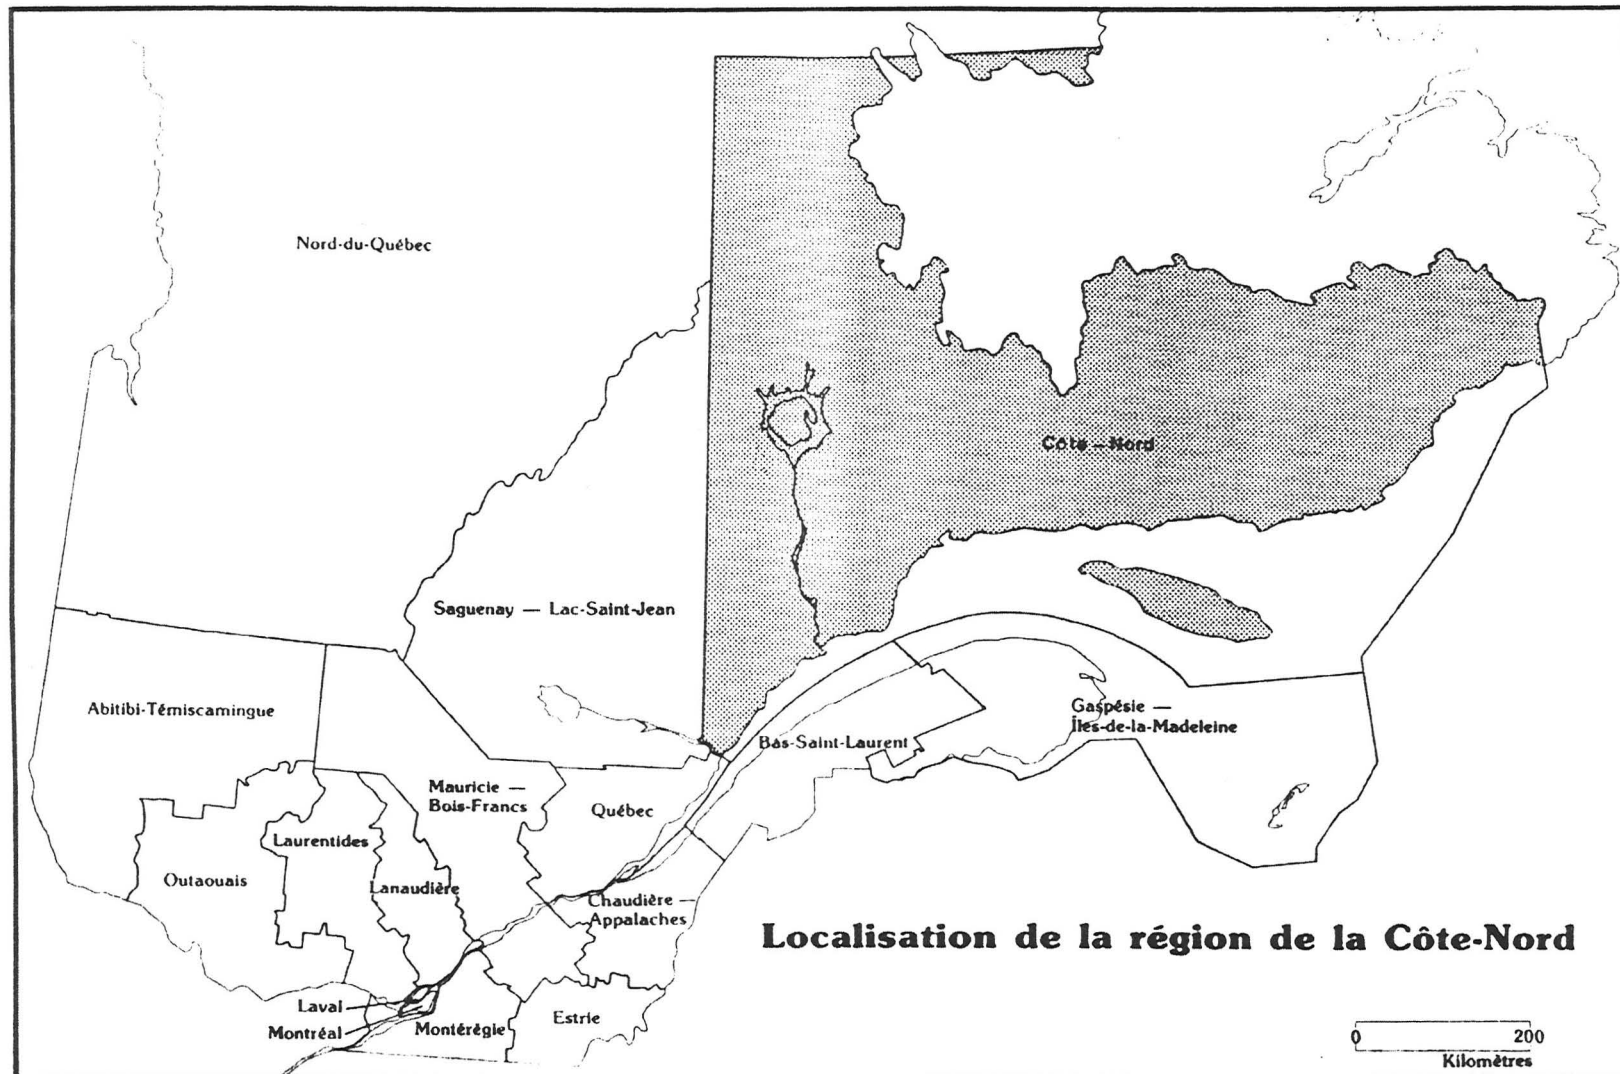 Nord-du-Québec
Côte – Nord
Saguenay — Lac-Saint-Jean
Abitibi-Témiscamingue
Gaspésie —
Îles-de-la-Madeleine
Bas-Saint-Laurent
Mauricie —
Bois-Francs
Québec
Laurentides
Outaouais
Lanaudière
Chaudière —
Appalaches
Localisation de la région de la Côte-Nord
Laval
Montréal
Montérégie
Estrie
0 200
Kilomètres